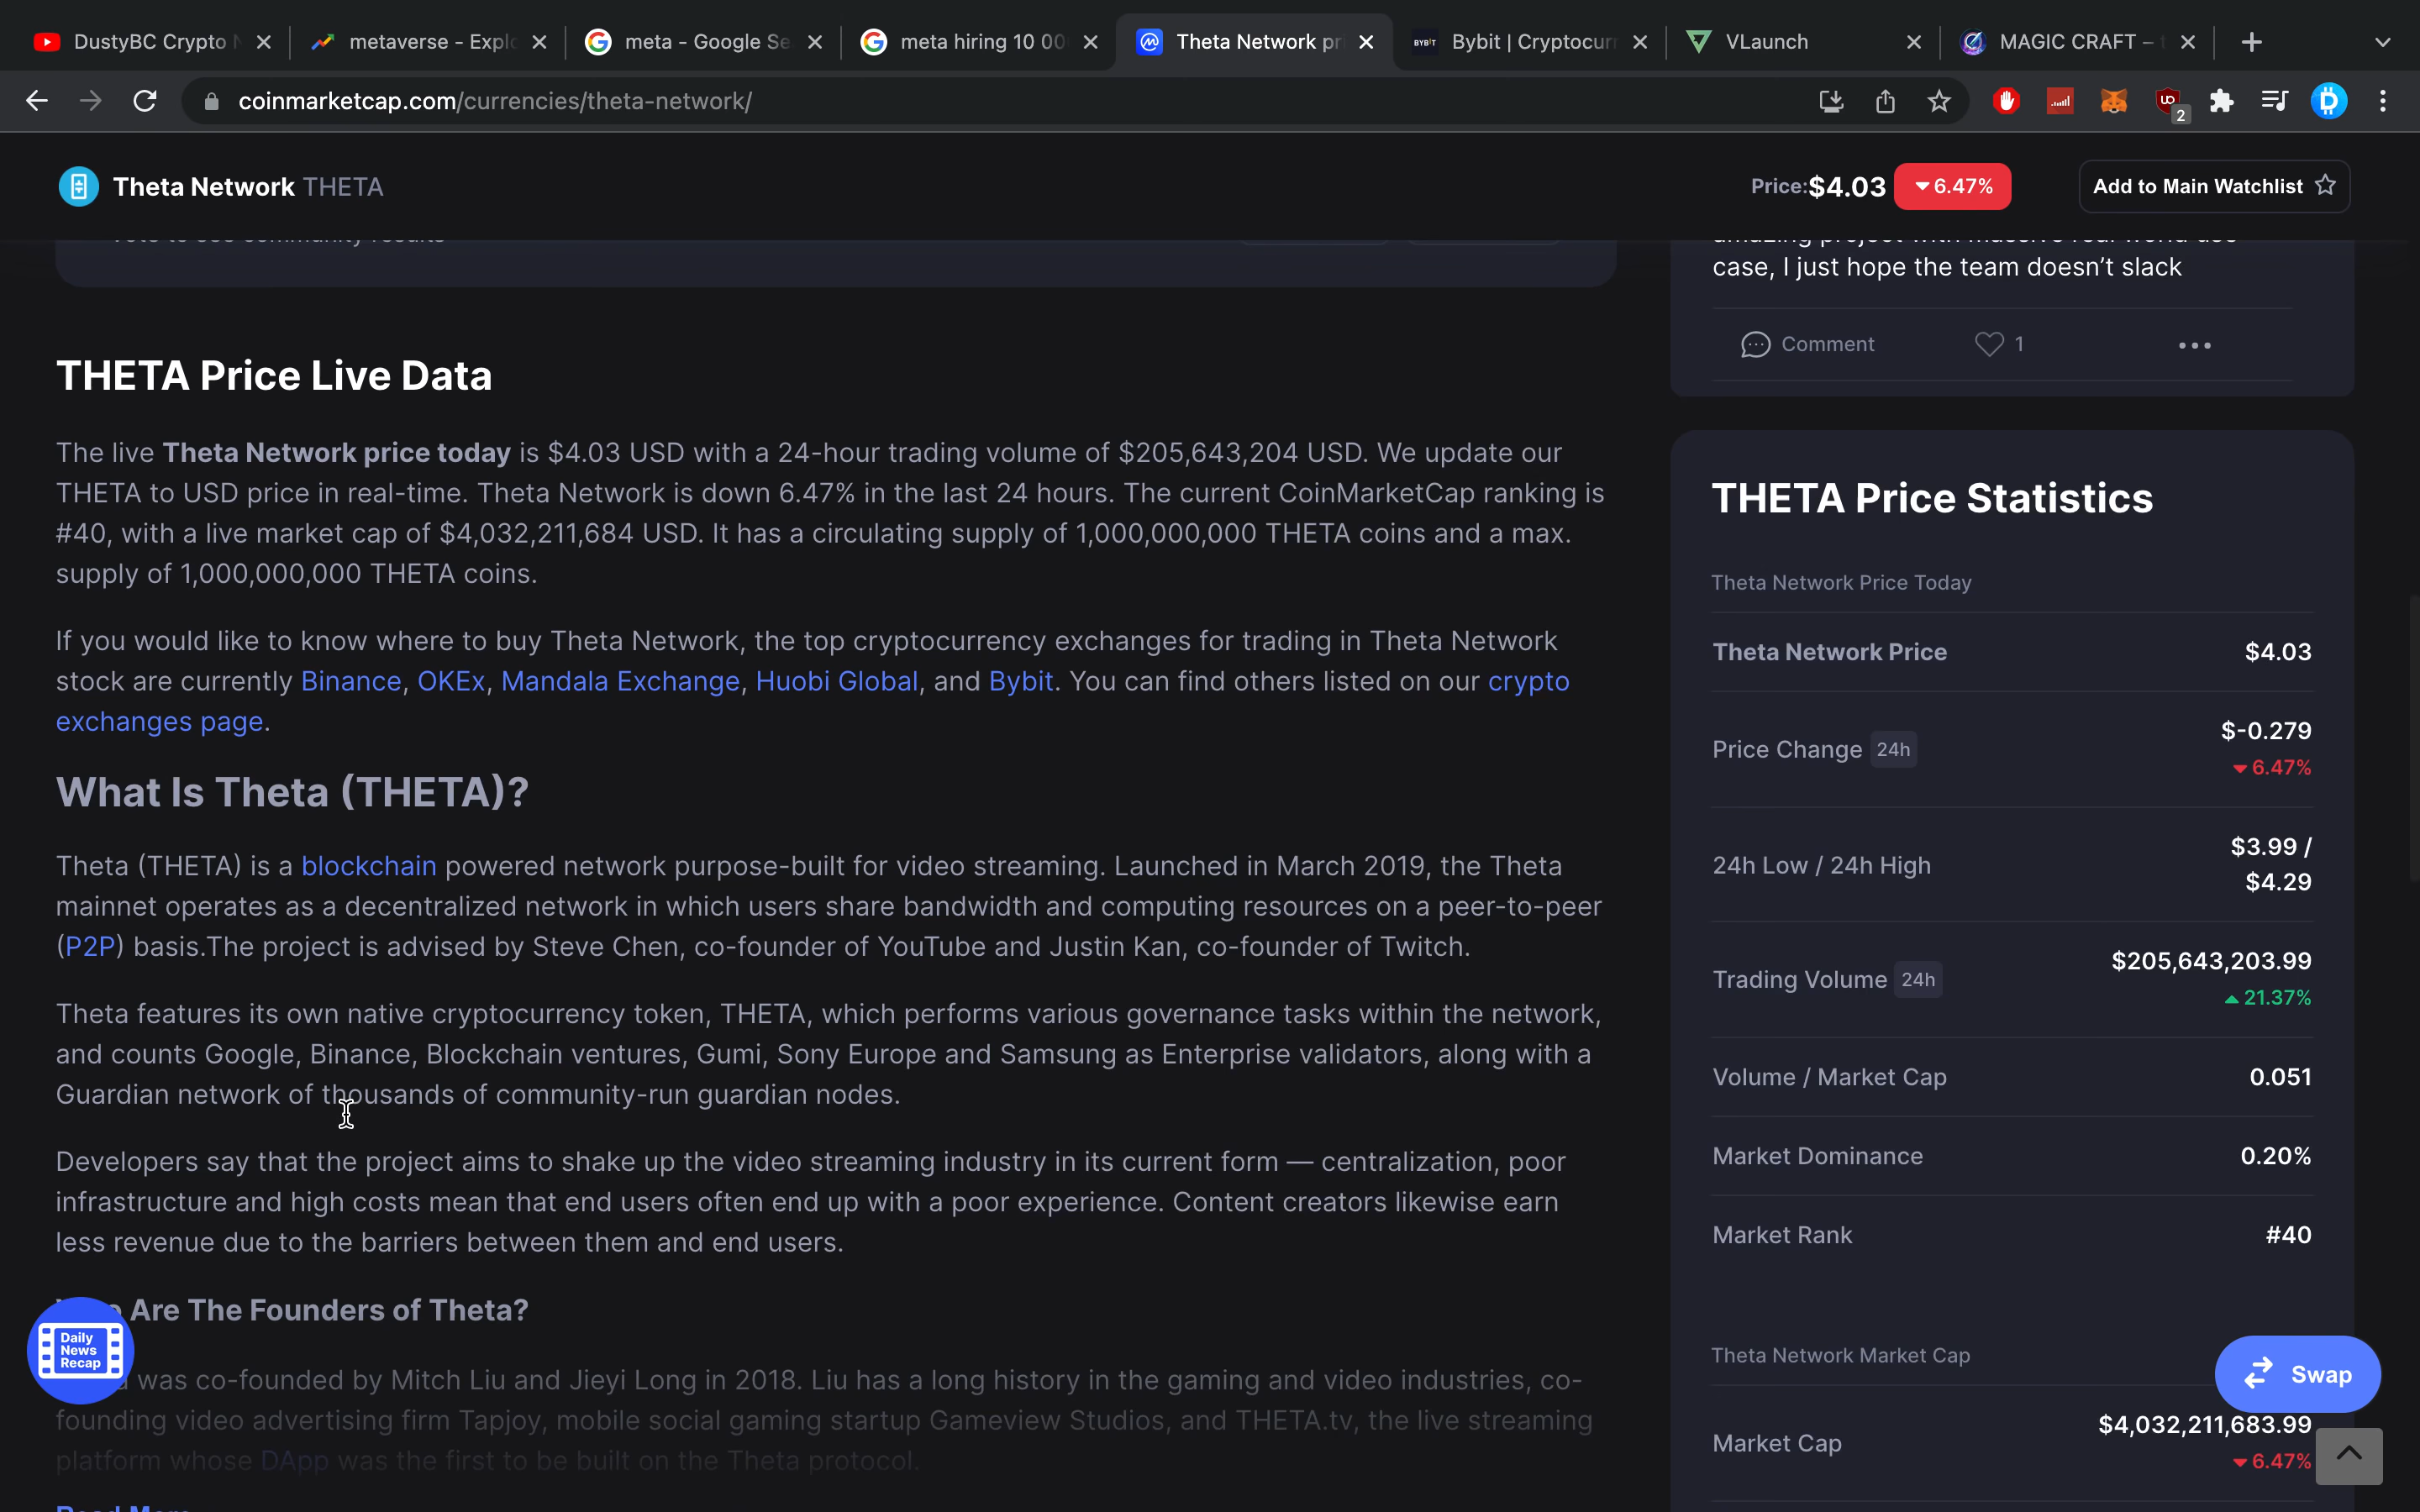 DustyBC Crypto
metaverse - Explo
meta - Google Se
meta hiring 10 00
Theta Network pr
BYBIT
Bybit | Cryptocurr
VLaunch
MAGIC CRAFT –
coinmarketcap.com/currencies/theta-network/
2
Theta Network THETA
Price:$4.03
6.47%
Add to Main Watchlist
case, I just hope the team doesn’t slack
Comment
1
THETA Price Live Data
The live Theta Network price today is $4.03 USD with a 24-hour trading volume of $205,643,204 USD. We update our
THETA to USD price in real-time. Theta Network is down 6.47% in the last 24 hours. The current CoinMarketCap ranking is
#40, with a live market cap of $4,032,211,684 USD. It has a circulating supply of 1,000,000,000 THETA coins and a max.
supply of 1,000,000,000 THETA coins.
If you would like to know where to buy Theta Network, the top cryptocurrency exchanges for trading in Theta Network
stock are currently Binance, OKEx, Mandala Exchange, Huobi Global, and Bybit. You can find others listed on our crypto
exchanges page.
What Is Theta (THETA)?
Theta (THETA) is a blockchain powered network purpose-built for video streaming. Launched in March 2019, the Theta
mainnet operates as a decentralized network in which users share bandwidth and computing resources on a peer-to-peer
(P2P) basis.The project is advised by Steve Chen, co-founder of YouTube and Justin Kan, co-founder of Twitch.
Theta features its own native cryptocurrency token, THETA, which performs various governance tasks within the network,
and counts Google, Binance, Blockchain ventures, Gumi, Sony Europe and Samsung as Enterprise validators, along with a
Guardian network of thousands of community-run guardian nodes.
Developers say that the project aims to shake up the video streaming industry in its current form — centralization, poor
infrastructure and high costs mean that end users often end up with a poor experience. Content creators likewise earn
less revenue due to the barriers between them and end users.
Are The Founders of Theta?
was co-founded by Mitch Liu and Jieyi Long in 2018. Liu has a long history in the gaming and video industries, co-
founding video advertising firm Tapjoy, mobile social gaming startup Gameview Studios, and THETA.tv, the live streaming
platform whose DApp was the first to be built on the Theta protocol.
Daily
News
Recap
THETA Price Statistics
Theta Network Price Today
Theta Network Price
$4.03
Price Change 24h
$-0.279
6.47%
24h Low / 24h High
$3.99 /
$4.29
Trading Volume 24h
$205,643,203.99
21.37%
Volume / Market Cap
0.051
Market Dominance
0.20%
Market Rank
#40
Theta Network Market Cap
Swap
Market Cap
$4,032,211,683.99
6.47%